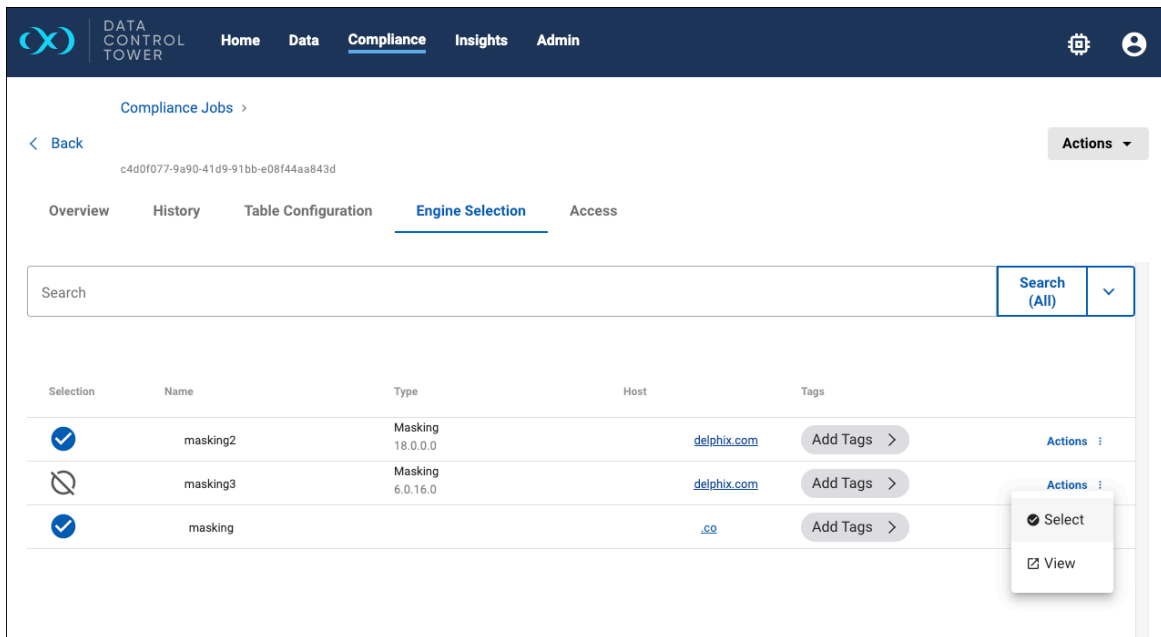 DATA
CONTROL
TOWER
Home Data Compliance Insights Admin
Compliance Jobs >
Back
Actions
c4d0f077-9a90-41d9-91bb-e08f44aa843d
Overview History Table Configuration Engine Selection Access
Search
Search
(All)
Selection Name Type Host Tags
masking2 Masking delphix.com Add Tags Actions
18.0.0.0
masking3 Masking delphix.com Add Tags Actions
6.0.16.0
masking .co Add Tags
Select
View